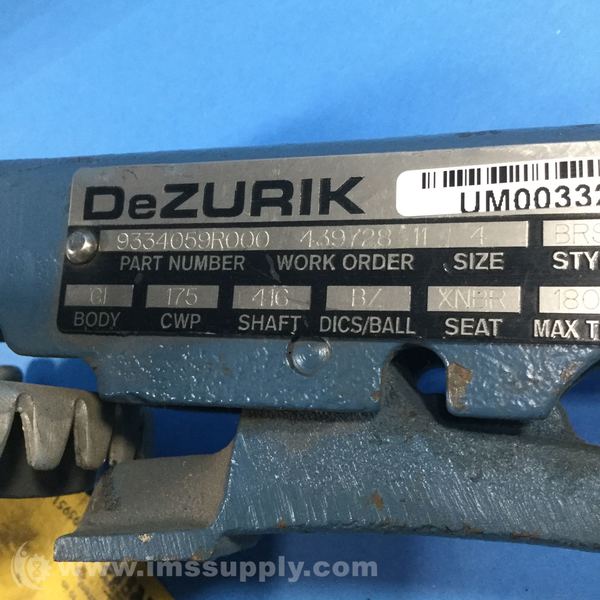 DeZURIK
UM00332
9334059R000 439728 11 4 BRS
PART NUMBER WORK ORDER SIZE STY
CI 175 416 BZ XNBR 180
BODY CWP SHAFT DICS/BALL SEAT MAX T
www.imssupply.com